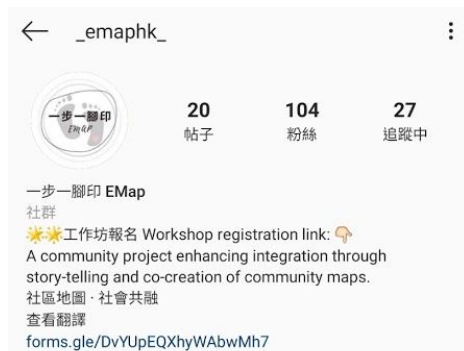 _emaphk_
一步一腳印
EMAP
20 104 27
帖子 粉絲 追蹤中
一步一腳印 EMap
社群
🌟🌟工作坊報名 Workshop registration link: 👇🏻
A community project enhancing integration through
story-telling and co-creation of community maps.
社區地圖 · 社會共融
查看翻譯
forms.gle/DvYUpEQXhyWAbwMh7